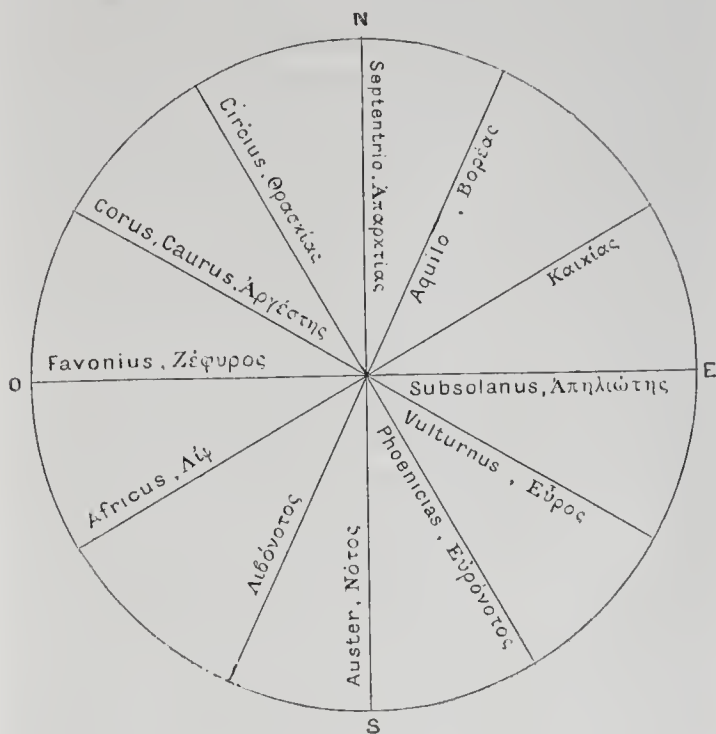 N
Septentrio, Ἀπαρκτίας
Aquilo, Βορέας
Καικίας
E
Subsolanus, Ἀπηλιώτης
Vulturnus, Εὖρος
Phoenicias, Εὐρόνοτος
S
Auster, Νότος
Λιβόνοτος
Africus, Λίψ
O
Favonius, Ζέφυρος
Corus, Caurus, Ἀργέστης
Circius, Θρασκίας